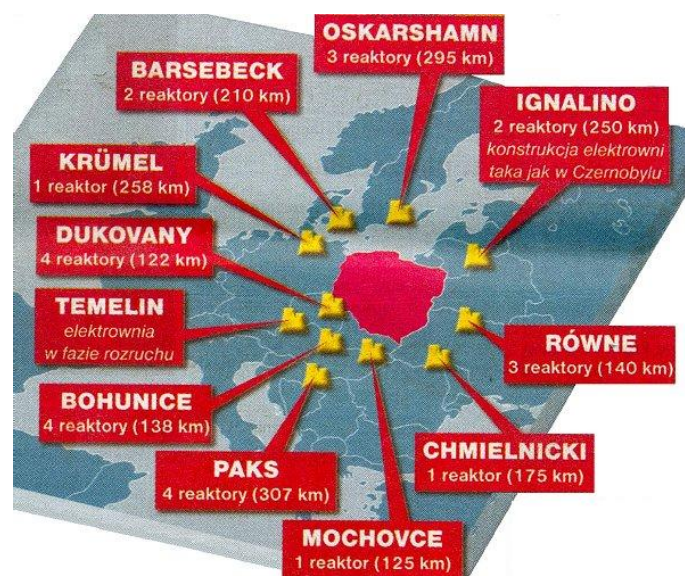 OSKARSHAMN
3 reaktory (295 km)
BARSEBECK
2 reaktory (210 km)
IGNALINO
2 reaktory (250 km)
konstrukcja elektrowni
taka jak w Czernobylu
KRÜMEL
1 reaktor (258 km)
DUKOVANY
4 reaktory (122 km)
TEMELIN
elektrownia
w fazie rozruchu
RÓWNE
3 reaktory (140 km)
BOHUNICE
4 reaktory (138 km)
CHMIELNICKI
1 reaktor (175 km)
PAKS
4 reaktory (307 km)
MOCHOVCE
1 reaktor (125 km)